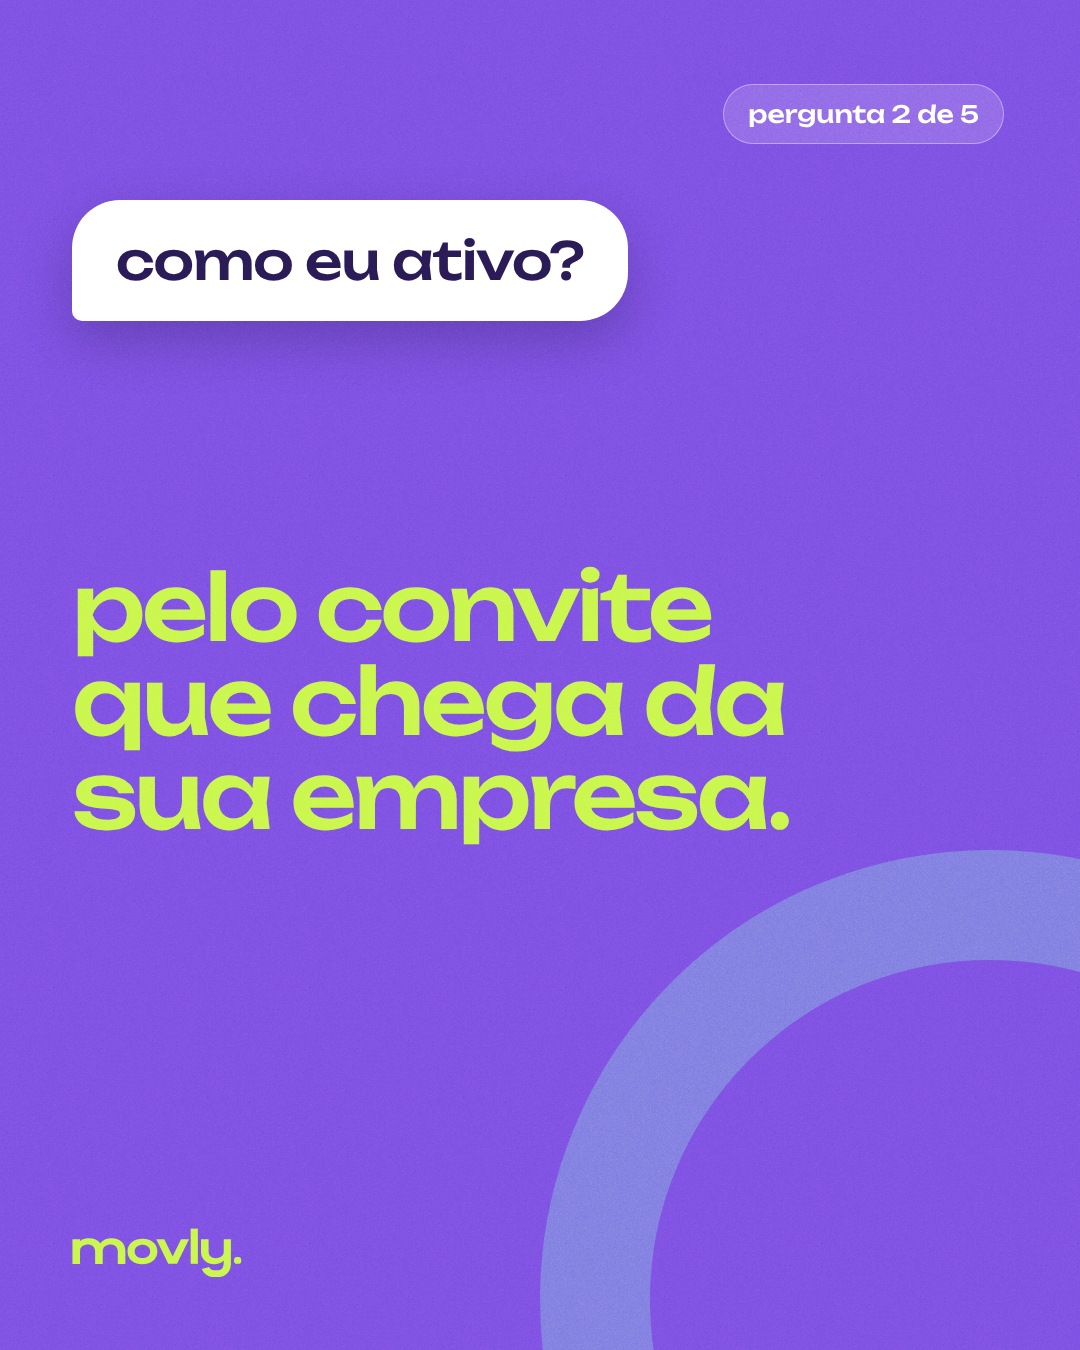 pergunta 2 de 5
como eu ativo?
pelo convite
que chega da
sua empresa.
movly.